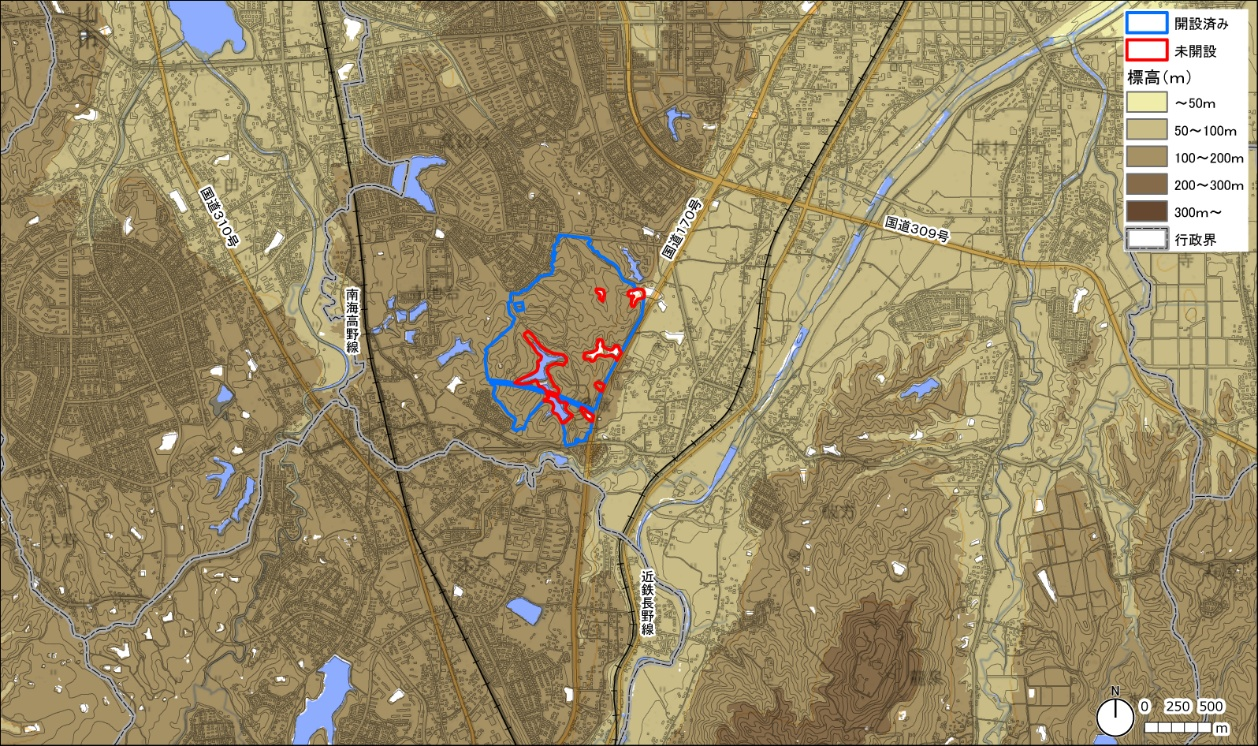 開設済み
未開設
標高(m)
～50m
50～100m
100～200m
200～300m
300m～
行政界
国道310号
国道170号
国道309号
南海高野線
近鉄長野線
N
0 250 500
m